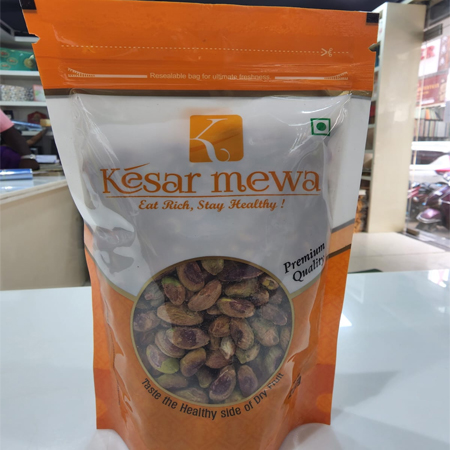 Resealable bag for ultimate freshness
K
Kesar mewa
Eat Rich, Stay Healthy !
Premium
Quality
Taste the Healthy side of Dry Fruit